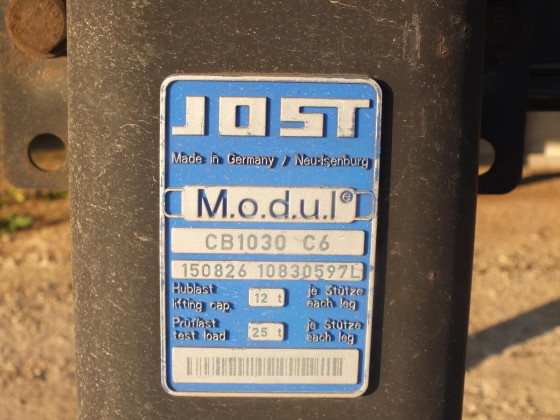 JOST
Made in Germany / Neu-Isenburg
M.o.d.u.l®
CB1030 C6
150826 10830597L
Hublast
lifting cap. 12 t je Stütze
each leg
Prüflast
test load 25 t je Stütze
each leg